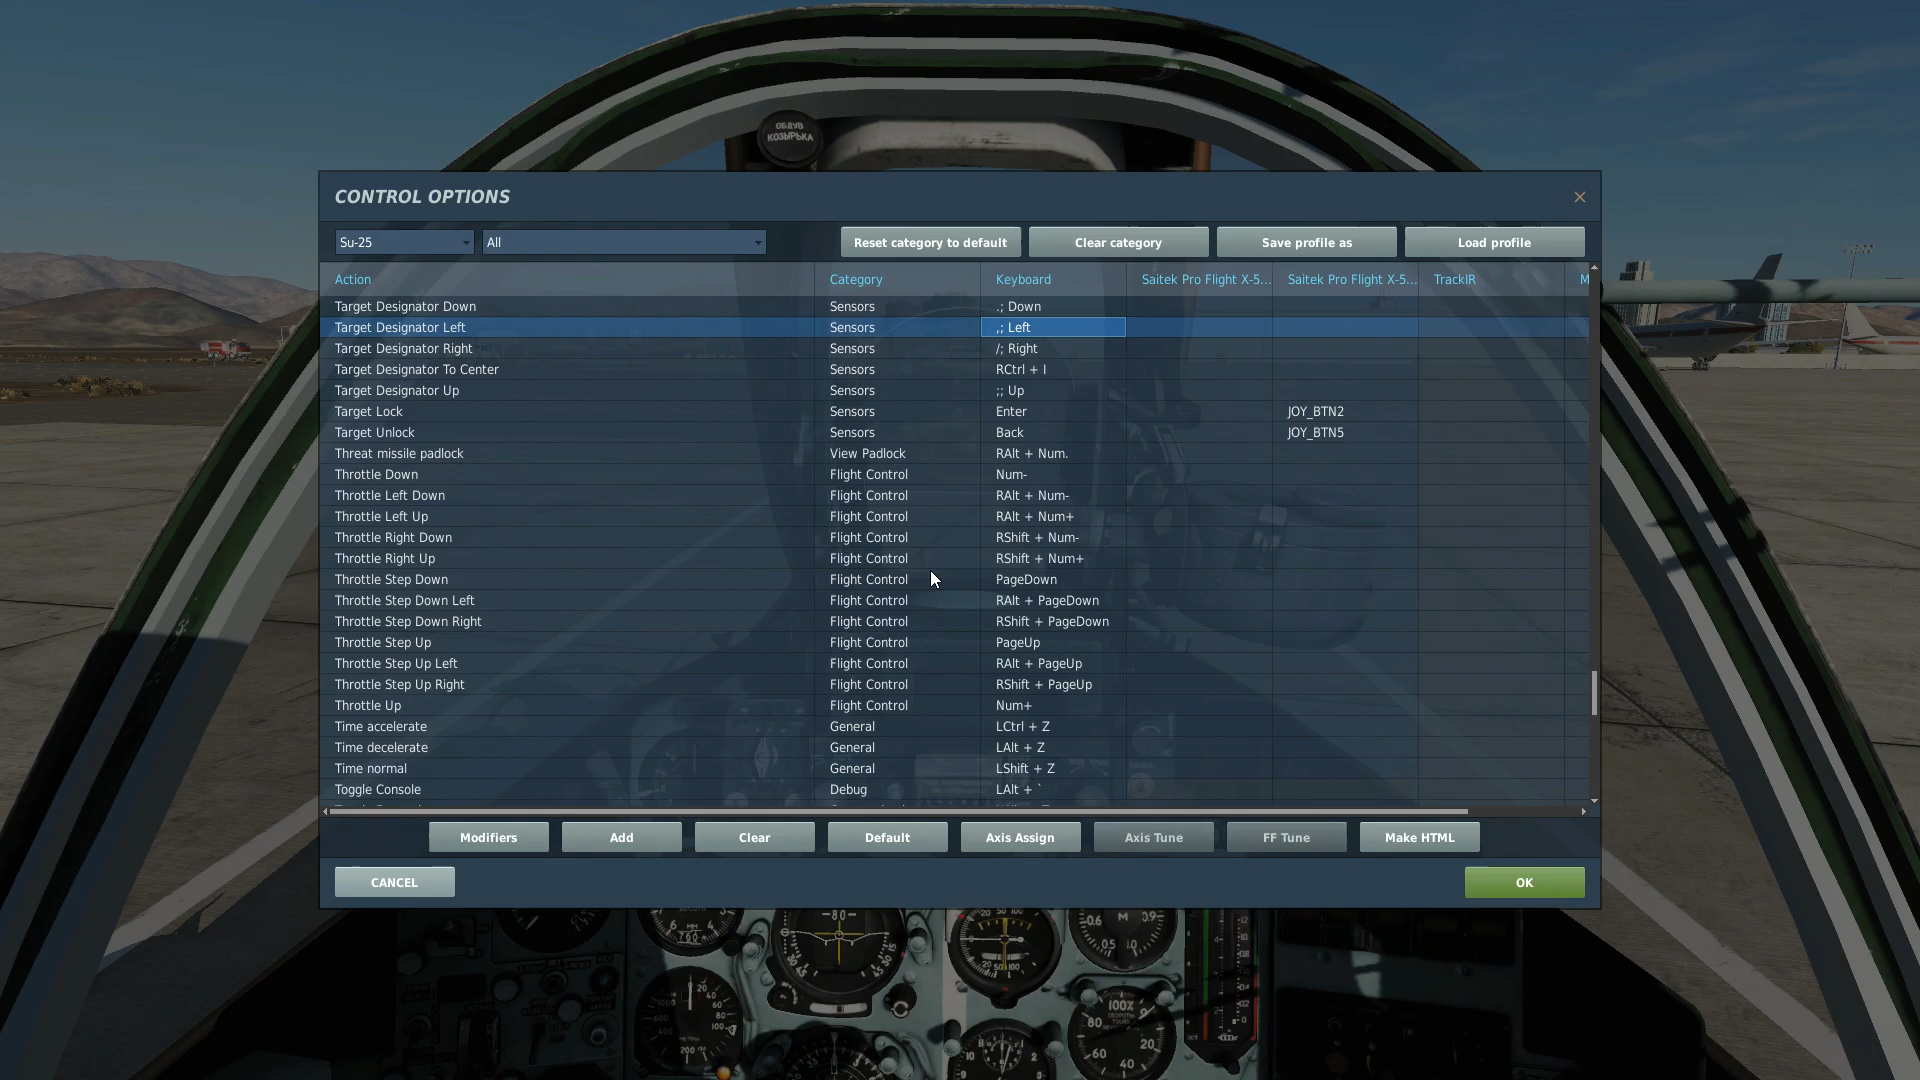 ОБДУВ
КОЗЫРЬКА
CONTROL OPTIONS
Su-25 All Reset category to default Clear category Save profile as Load profile
Action Category Keyboard Saitek Pro Flight X-5... Saitek Pro Flight X-5... TrackIR M
Target Designator Down Sensors .; Down
Target Designator Left Sensors ,; Left
Target Designator Right Sensors /; Right
Target Designator To Center Sensors RCtrl + I
Target Designator Up Sensors ;; Up
Target Lock Sensors Enter JOY_BTN2
Target Unlock Sensors Back JOY_BTN5
Threat missile padlock View Padlock RAlt + Num.
Throttle Down Flight Control Num-
Throttle Left Down Flight Control RAlt + Num-
Throttle Left Up Flight Control RAlt + Num+
Throttle Right Down Flight Control RShift + Num-
Throttle Right Up Flight Control RShift + Num+
Throttle Step Down Flight Control PageDown
Throttle Step Down Left Flight Control RAlt + PageDown
Throttle Step Down Right Flight Control RShift + PageDown
Throttle Step Up Flight Control PageUp
Throttle Step Up Left Flight Control RAlt + PageUp
Throttle Step Up Right Flight Control RShift + PageUp
Throttle Up Flight Control Num+
Time accelerate General LCtrl + Z
Time decelerate General LAlt + Z
Time normal General LShift + Z
Toggle Console Debug LAlt + `
Modifiers Add Clear Default Axis Assign Axis Tune FF Tune Make HTML
CANCEL OK